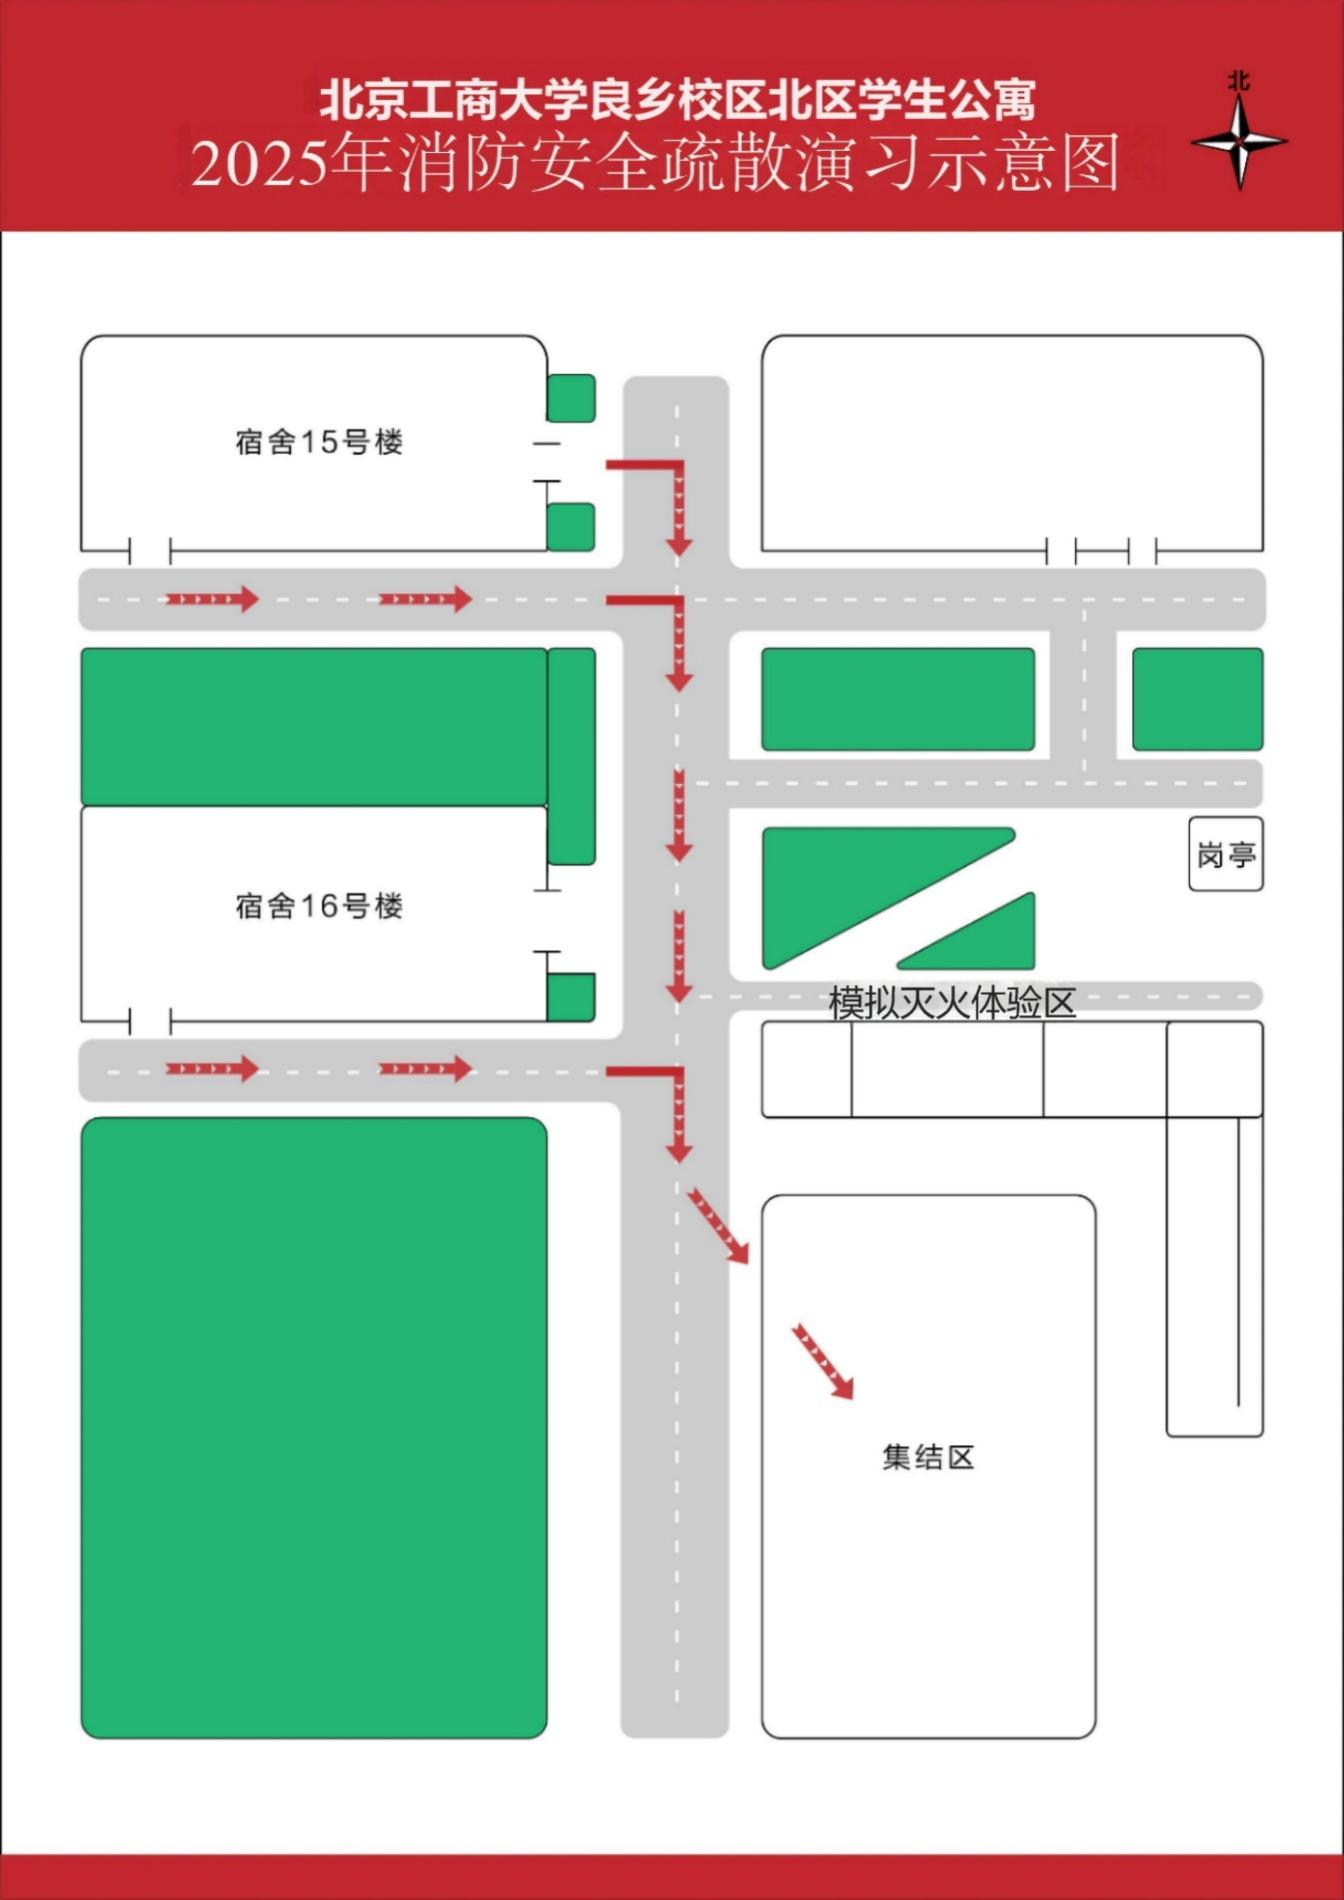 北京工商大学良乡校区北区学生公寓
北
2025年消防安全疏散演习示意图
宿舍15号楼
岗亭
宿舍16号楼
模拟灭火体验区
集结区